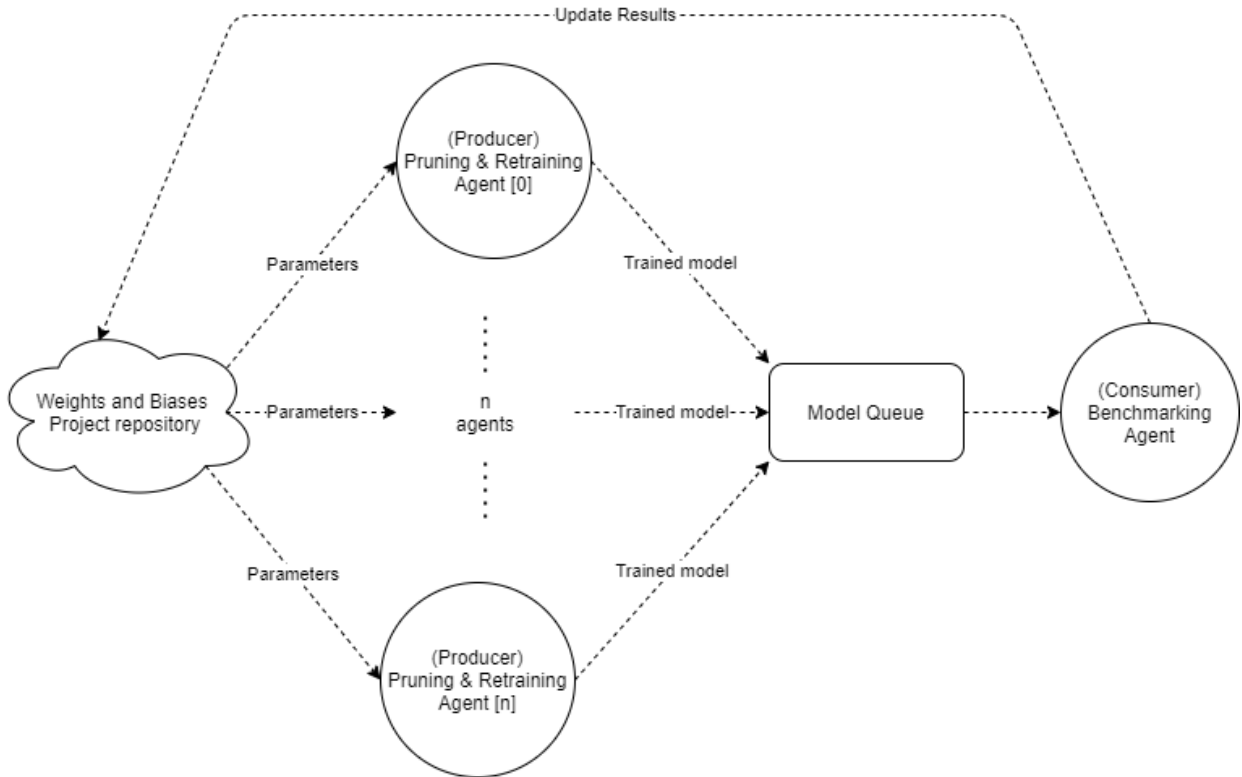 Update Results
(Producer)
Pruning & Retraining
Agent [0]
Parameters
Trained model
Weights and Biases
Project repository
Parameters
n
agents
Trained model
Model Queue
(Consumer)
Benchmarking
Agent
Parameters
Trained model
(Producer)
Pruning & Retraining
Agent [n]